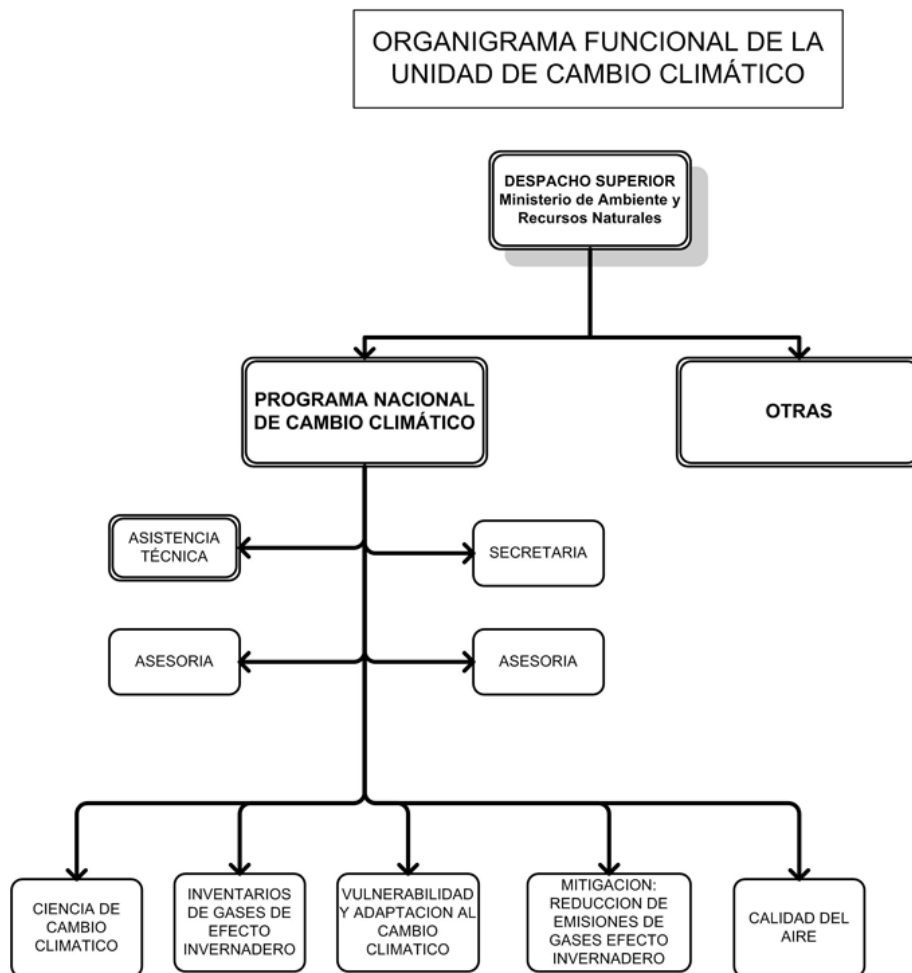 ORGANIGRAMA FUNCIONAL DE LA
UNIDAD DE CAMBIO CLIMÁTICO
DESPACHO SUPERIOR
Ministerio de Ambiente y
Recursos Naturales
PROGRAMA NACIONAL
DE CAMBIO CLIMÁTICO
OTRAS
ASISTENCIA
TÉCNICA
SECRETARIA
ASESORIA
ASESORIA
CIENCIA DE
CAMBIO
CLIMATICO
INVENTARIOS
DE GASES DE
EFECTO
INVERNADERO
VULNERABILIDAD
Y ADAPTACION AL
CAMBIO
CLIMATICO
MITIGACION:
REDUCCION DE
EMISIONES DE
GASES EFECTO
INVERNADERO
CALIDAD DEL
AIRE